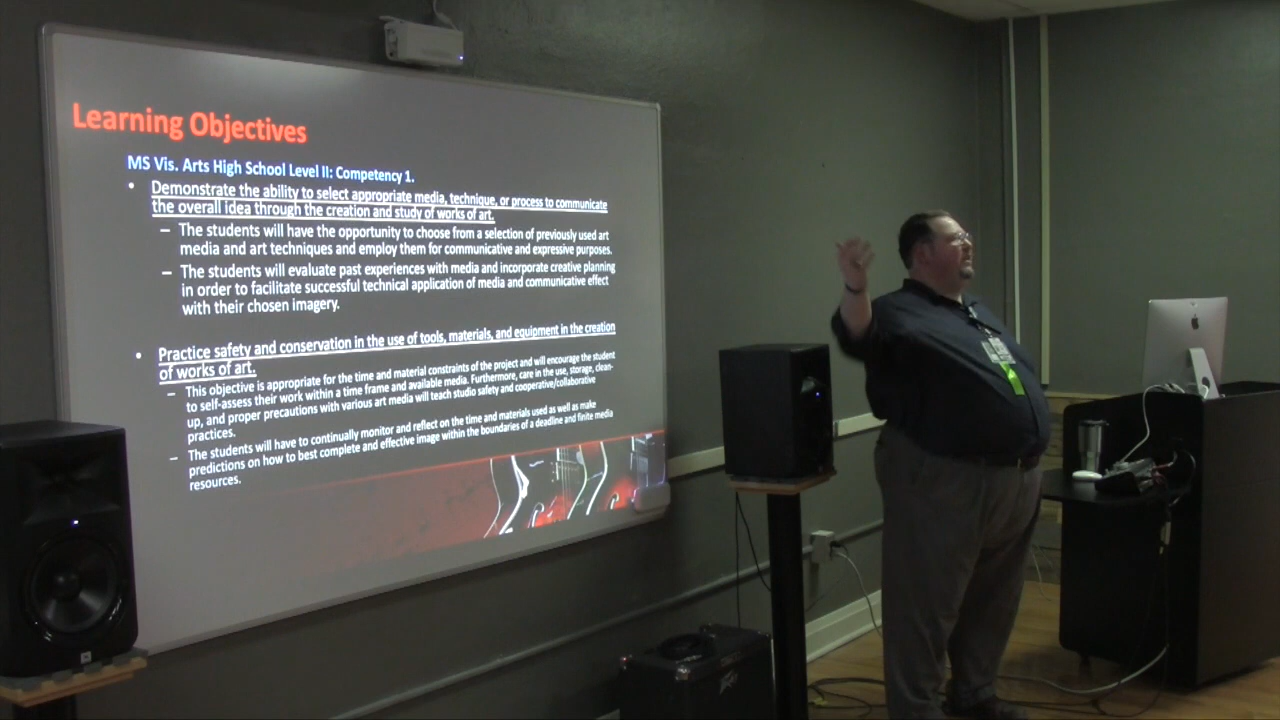 Learning Objectives
MS Vis. Arts High School Level II: Competency 1.
• Demonstrate the ability to select appropriate media, technique, or process to communicate
the overall idea through the creation and study of works of art.
– The students will have the opportunity to choose from a selection of previously used art
media and art techniques and employ them for communicative and expressive purposes.
– The students will evaluate past experiences with media and incorporate creative planning
in order to facilitate successful technical application of media and communicative effect
with their chosen imagery.
• Practice safety and conservation in the use of tools, materials, and equipment in the creation
of works of art.
– This objective is appropriate for the time and material constraints of the project and will encourage the student
to self-assess their work within a time frame and available media. Furthermore, care in the use, storage, clean-
up, and proper precautions with various art media will teach studio safety and cooperative/collaborative
practices.
– The students will have to continually monitor and reflect on the time and materials used as well as make
predictions on how to best complete and effective image within the boundaries of a deadline and finite media
resources.
PEAVEY